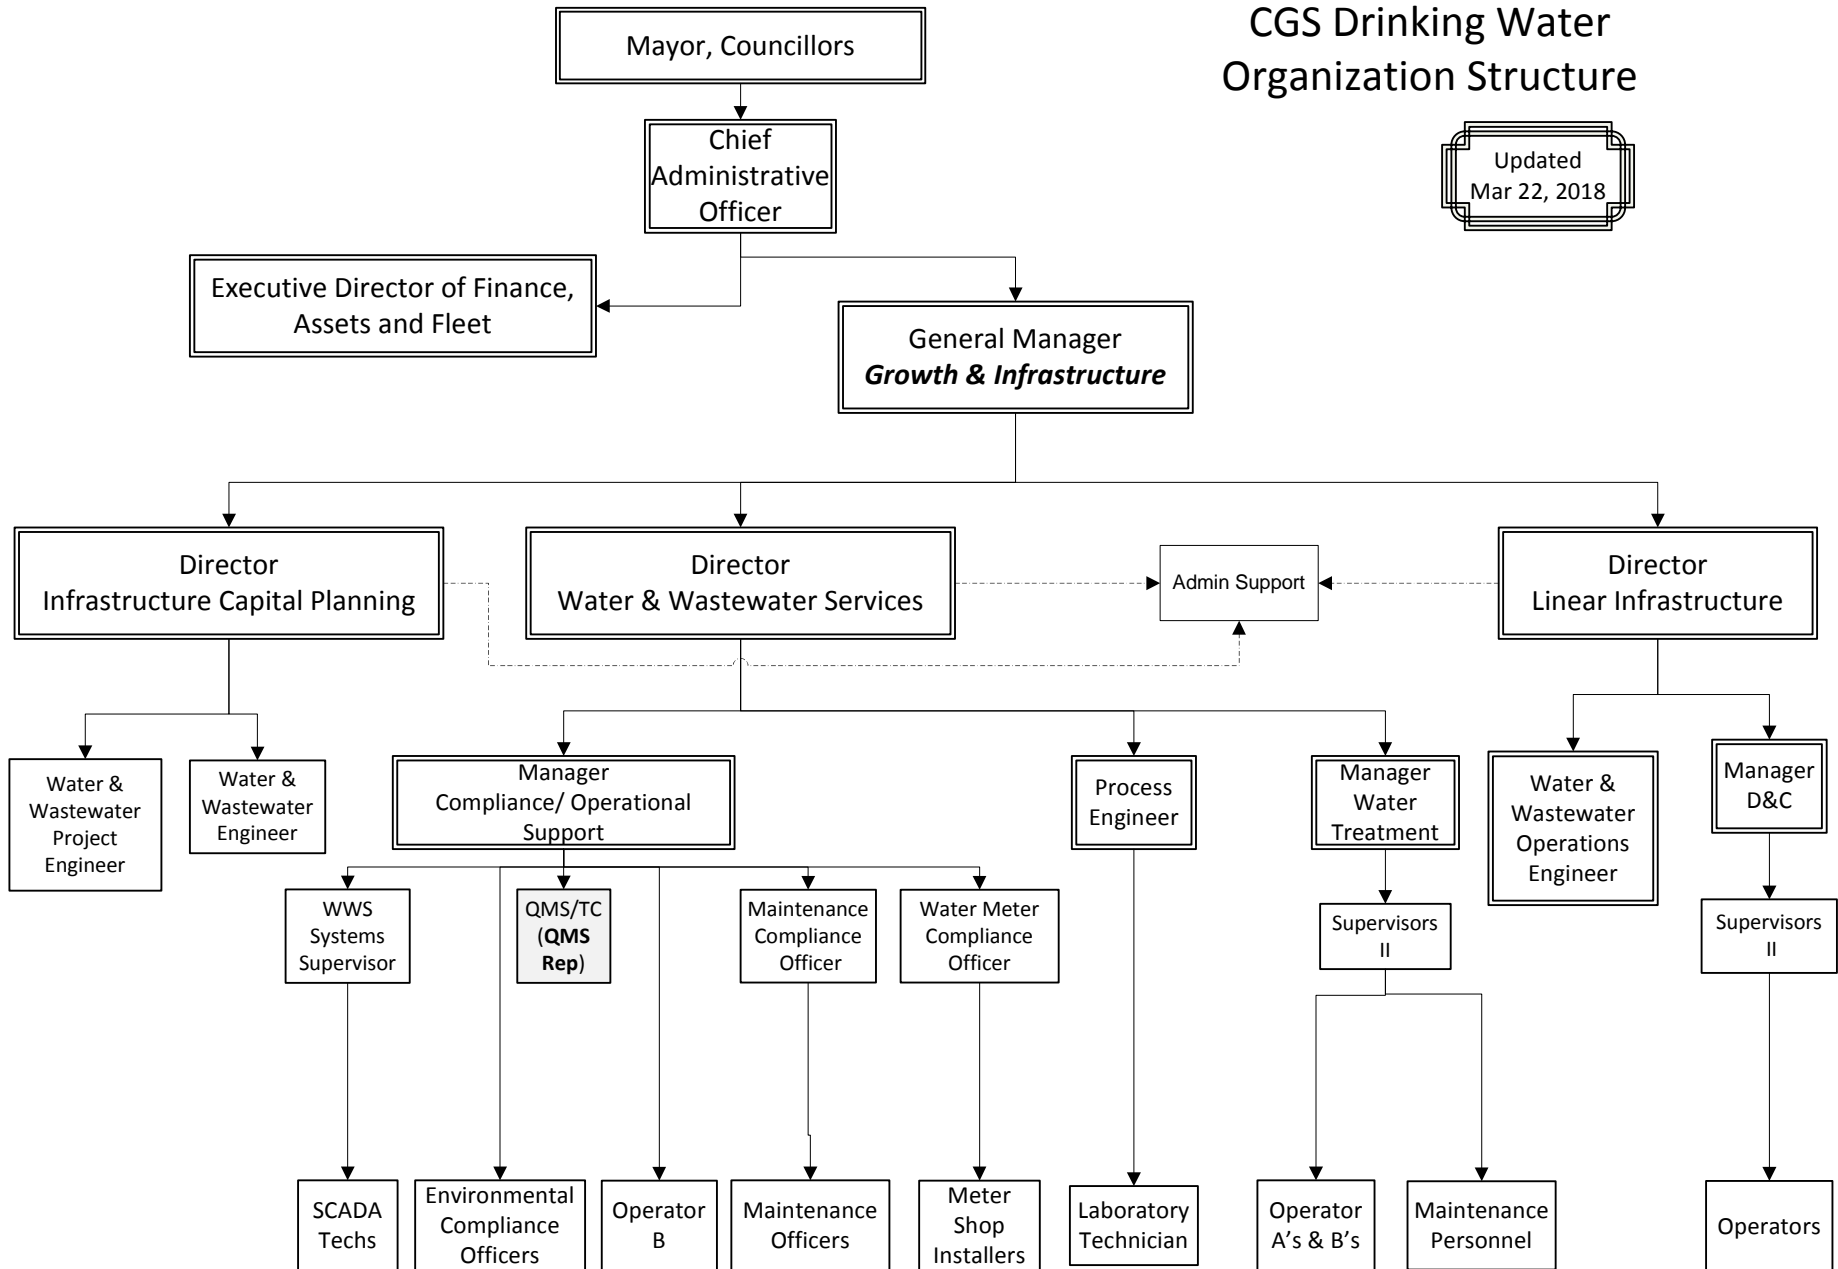 CGS Drinking Water
Organization Structure
Updated
Mar 22, 2018
Mayor, Councillors
Chief
Administrative
Officer
Executive Director of Finance,
Assets and Fleet
General Manager
Growth & Infrastructure
Director
Infrastructure Capital Planning
Director
Water & Wastewater Services
Admin Support
Director
Linear Infrastructure
Water &
Wastewater
Project
Engineer
Water &
Wastewater
Engineer
Manager
Compliance/ Operational
Support
Process
Engineer
Manager
Water
Treatment
Water &
Wastewater
Operations
Engineer
Manager
D&C
WWS
Systems
Supervisor
QMS/TC
(QMS
Rep)
Maintenance
Compliance
Officer
Water Meter
Compliance
Officer
Supervisors
II
Supervisors
II
SCADA
Techs
Environmental
Compliance
Officers
Operator
B
Maintenance
Officers
Meter
Shop
Installers
Laboratory
Technician
Operator
A's & B's
Maintenance
Personnel
Operators